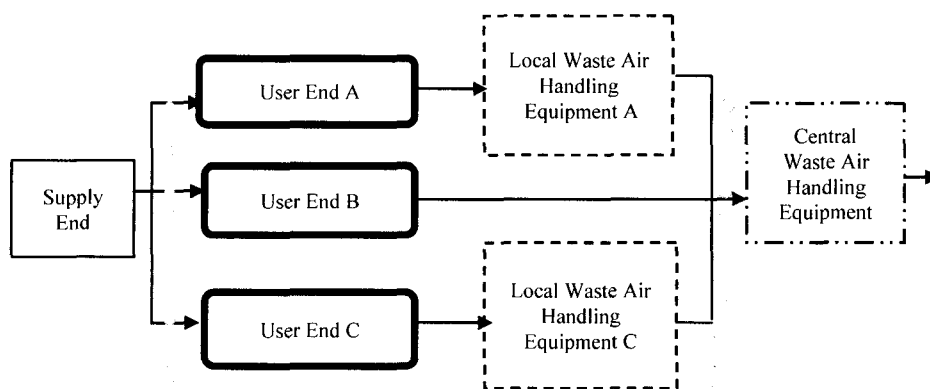 Supply
End
User End A
User End B
User End C
Local Waste Air
Handling
Equipment A
Local Waste Air
Handling
Equipment C
Central
Waste Air
Handling
Equipment